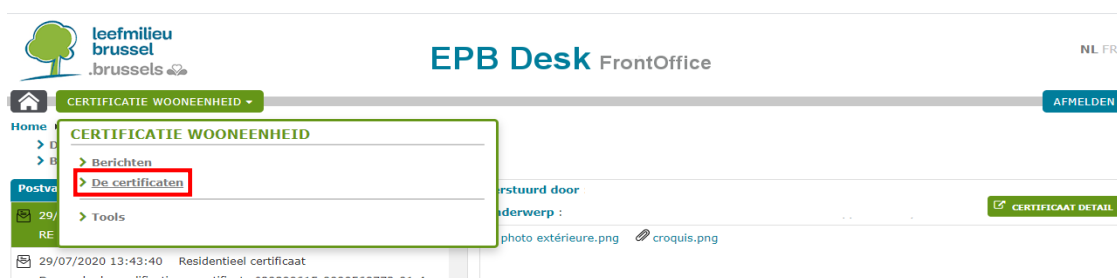 leefmilieu
brussel
.brussels
EPB Desk FrontOffice
NL FR
CERTIFICATIE WOONEENHEID
AFMELDEN
Home
CERTIFICATIE WOONEENHEID
> Berichten
> De certificaten
> Tools
Postva
29/
RE
rstuurd door
nderwerp :
CERTIFICAAT DETAIL
photo extérieure.png croquis.png
29/07/2020 13:43:40 Residentieel certificaat